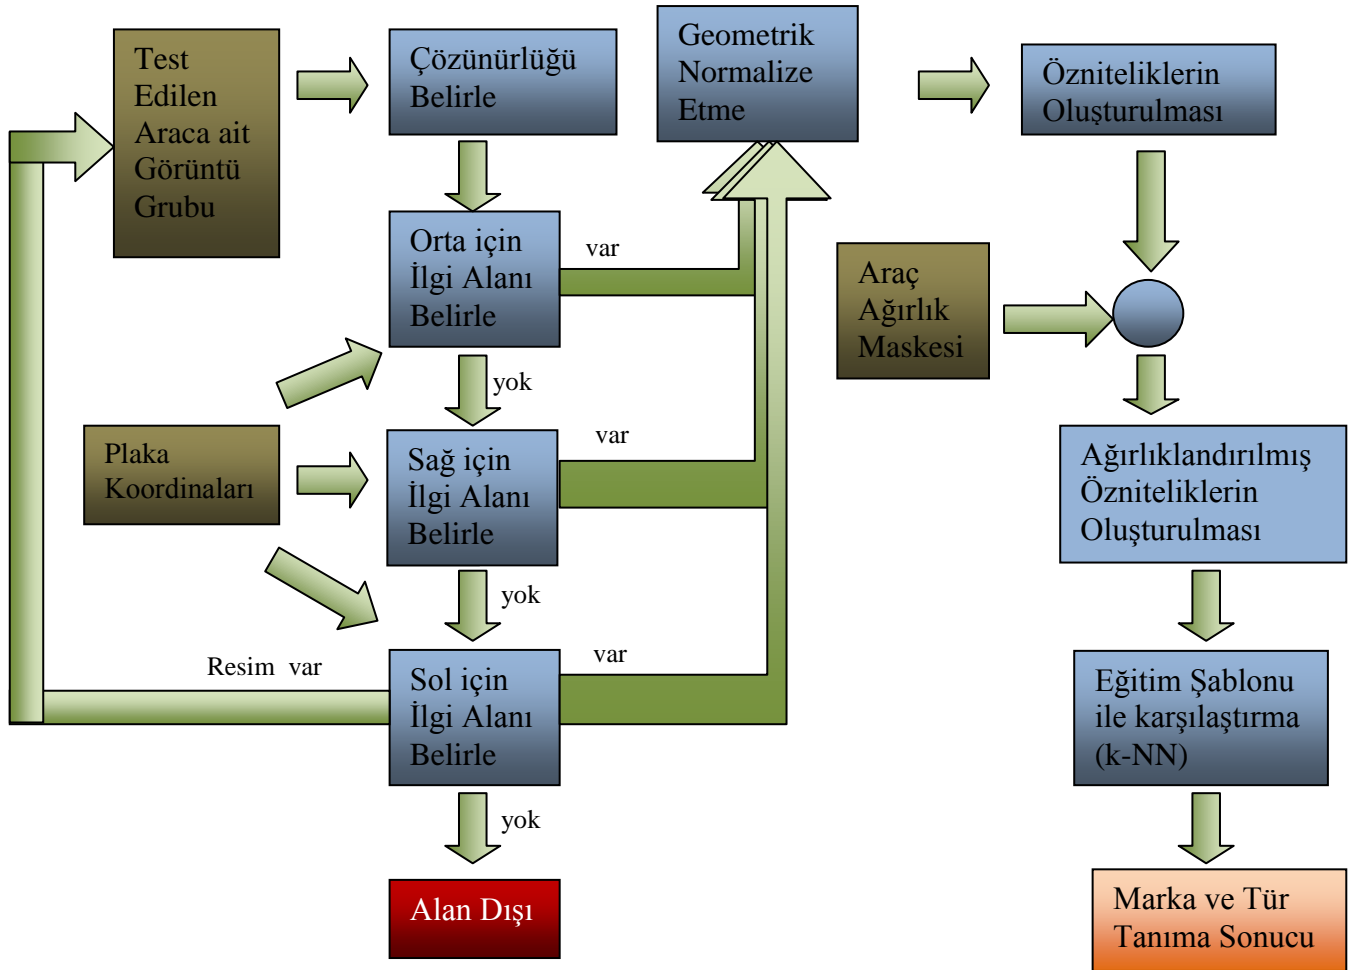 Test
Edilen
Araca ait
Görüntü
Grubu
Çözünürlüğü
Belirle
Geometrik
Normalize
Etme
Özniteliklerin
Oluşturulması
Orta için
İlgi Alanı
Belirle
var
Araç
Ağırlık
Maskesi
yok
Plaka
Koordinaları
Sağ için
İlgi Alanı
Belirle
var
Ağırlıklandırılmış
Özniteliklerin
Oluşturulması
yok
Resim var
Sol için
İlgi Alanı
Belirle
var
Eğitim Şablonu
ile karşılaştırma
(k-NN)
yok
Alan Dışı
Marka ve Tür
Tanıma Sonucu